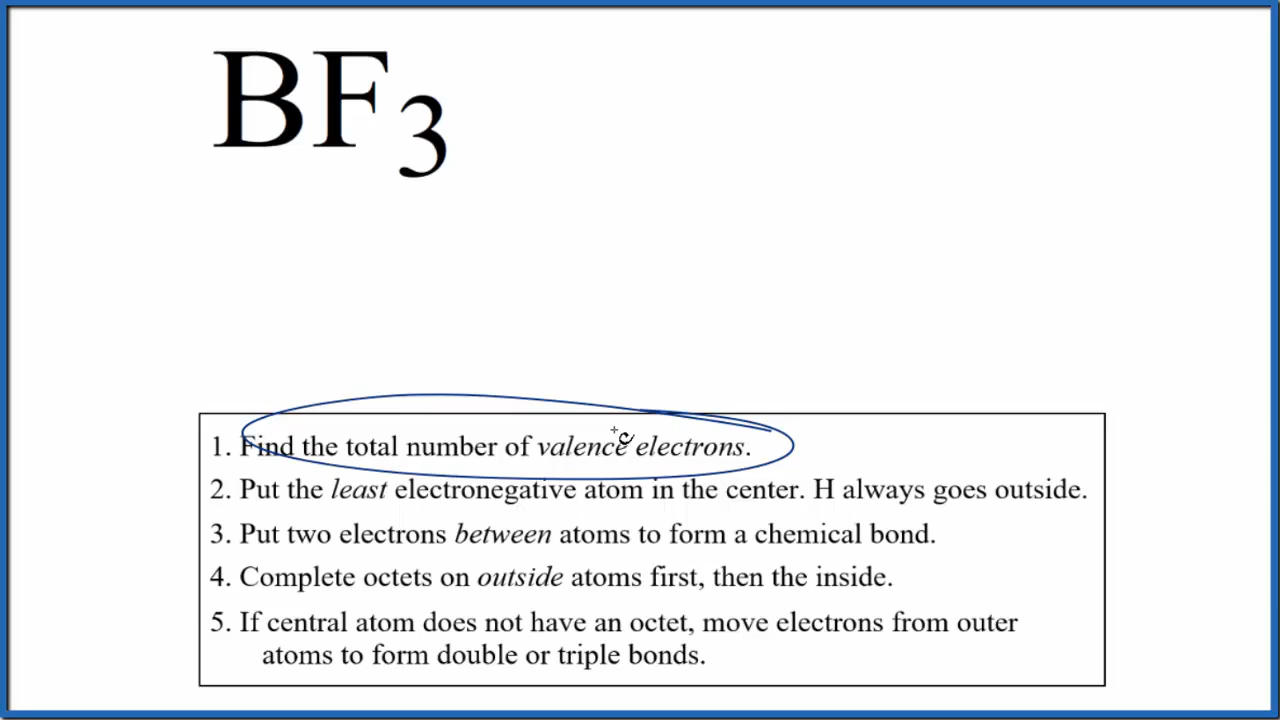 BF₃
1. Find the total number of valence electrons.
2. Put the least electronegative atom in the center. H always goes outside.
3. Put two electrons between atoms to form a chemical bond.
4. Complete octets on outside atoms first, then the inside.
5. If central atom does not have an octet, move electrons from outer
atoms to form double or triple bonds.